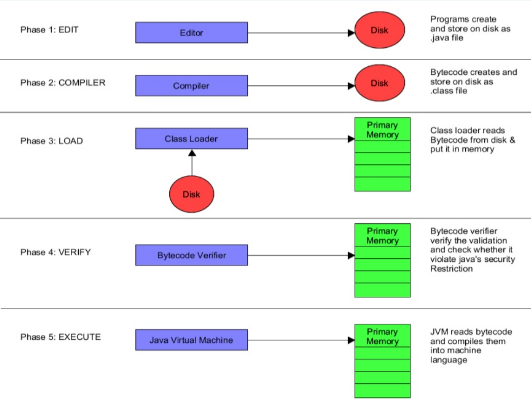 Phase 1: EDIT
Editor
Disk
Programs create
and store on disk as
.java file
Phase 2: COMPILER
Compiler
Disk
Bytecode creates and
store on disk as
.class file
Phase 3: LOAD
Class Loader
Disk
Primary
Memory
Class loader reads
Bytecode from disk &
put it in memory
Phase 4: VERIFY
Bytecode Verifier
Primary
Memory
Bytecode verifier
verify the validation
and check whether it
violate java's security
Restriction
Phase 5: EXECUTE
Java Virtual Machine
Primary
Memory
JVM reads bytecode
and compiles them
into machine
language